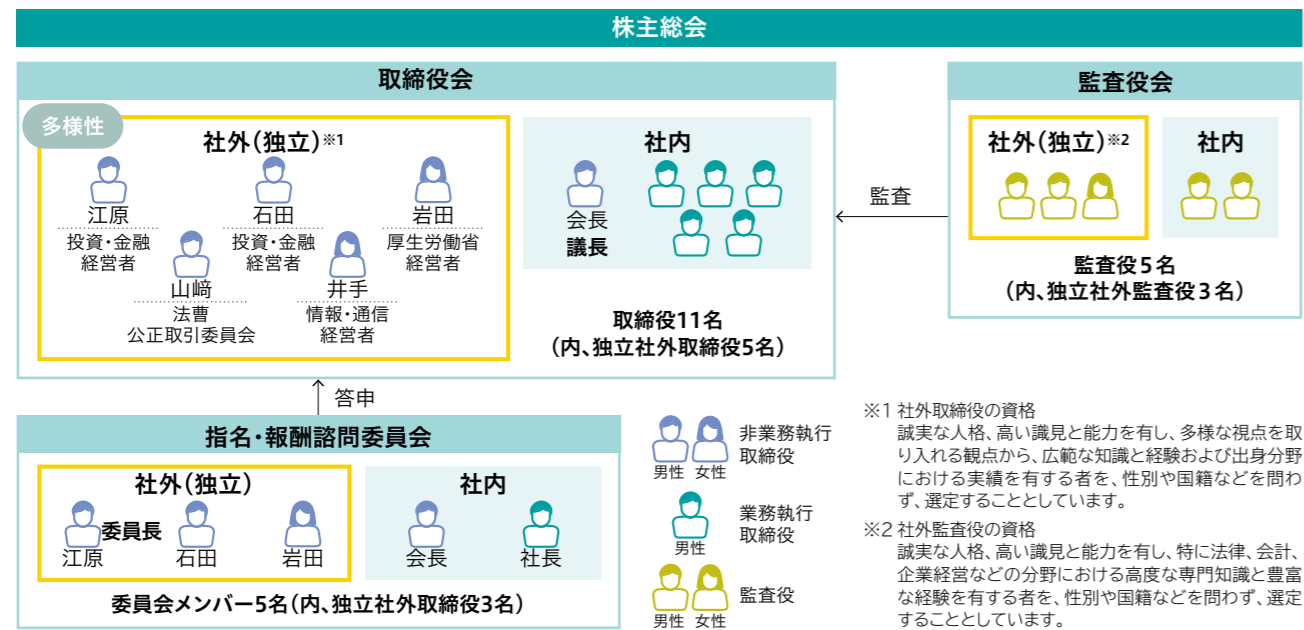 株主総会
取締役会
多様性
社外(独立)※1
江原
投資・金融
経営者
石田
投資・金融
経営者
岩田
厚生労働省
経営者
山﨑
法曹
公正取引委員会
井手
情報・通信
経営者
社内
会長
議長
取締役11名
(内、独立社外取締役5名)
監査
監査役会
社外(独立)※2
社内
監査役5名
(内、独立社外監査役3名)
答申
指名・報酬諮問委員会
社外(独立)
委員長
江原
石田
岩田
社内
会長
社長
委員会メンバー5名(内、独立社外取締役3名)
男性 女性
非業務執行
取締役
男性
業務執行
取締役
男性 女性
監査役
※1 社外取締役の資格
誠実な人格、高い識見と能力を有し、多様な視点を取
り入れる観点から、広範な知識と経験および出身分野
における実績を有する者を、性別や国籍などを問わ
ず、選定することとしています。
※2 社外監査役の資格
誠実な人格、高い識見と能力を有し、特に法律、会計、
企業経営などの分野における高度な専門知識と豊富
な経験を有する者を、性別や国籍などを問わず、選定
することとしています。